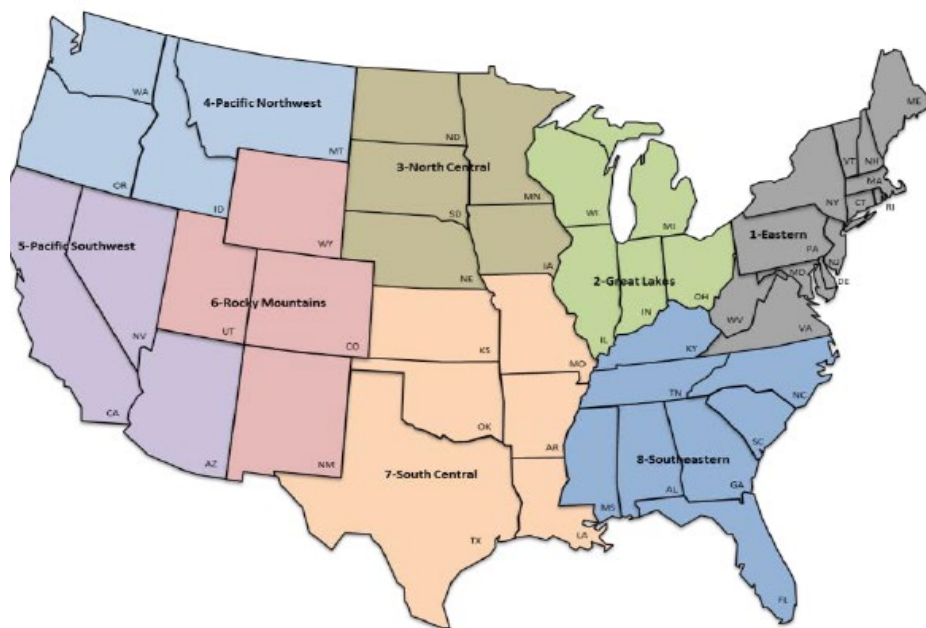 WA
4-Pacific Northwest
MT
OR
ID
ND
3-North Central
MN
SD
NE
IA
WI
MI
2-Great Lakes
IL
IN
OH
ME
VT
NH
MA
NY
CT
RI
1-Eastern
PA
NJ
MD
DE
WV
VA
5-Pacific Southwest
NV
CA
AZ
WY
6-Rocky Mountains
UT
CO
NM
KS
MO
OK
AR
7-South Central
TX
LA
KY
TN
NC
SC
8-Southeastern
MS
AL
GA
FL